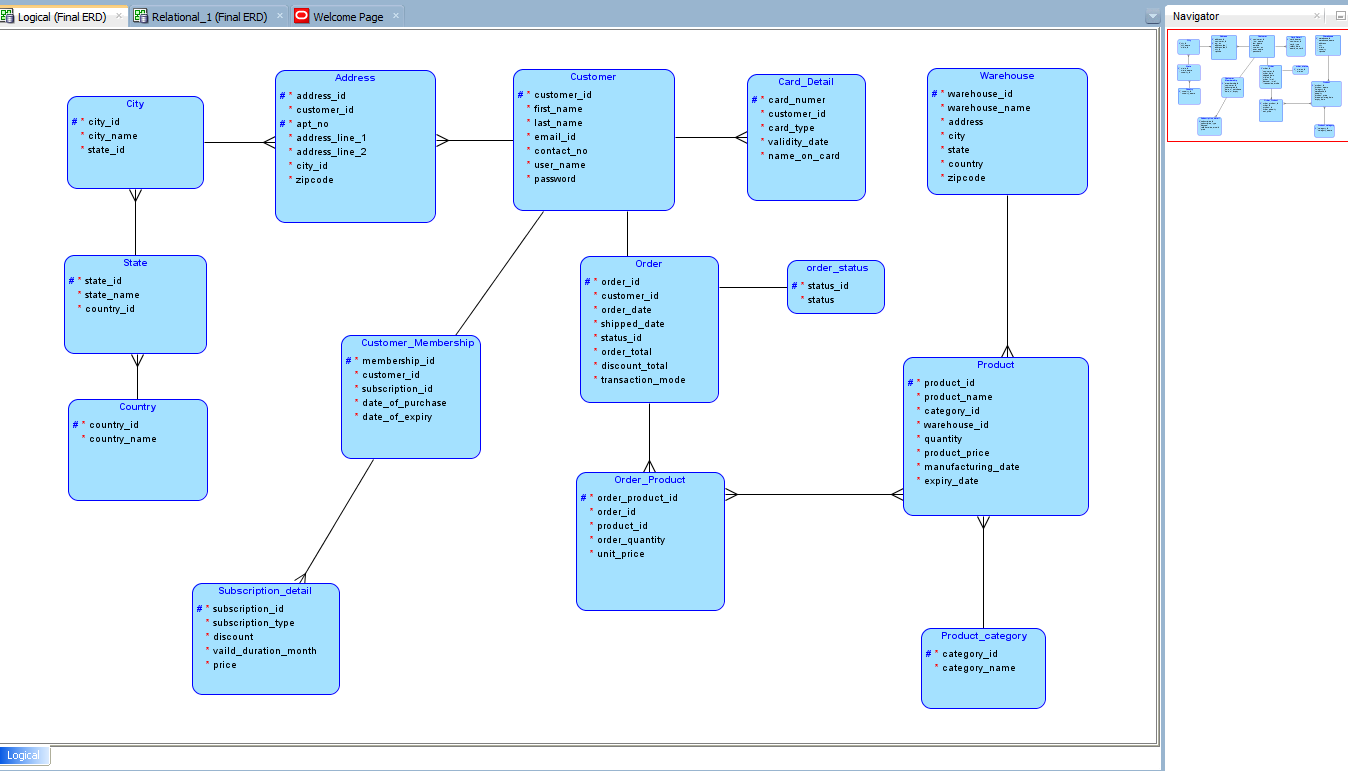 Logical (Final ERD)
Relational_1 (Final ERD)
Welcome Page
Navigator
City
# * city_id
* city_name
* state_id
Address
# * address_id
* customer_id
# * apt_no
* address_line_1
* address_line_2
* city_id
* zipcode
Customer
# * customer_id
* first_name
* last_name
* email_id
* contact_no
* user_name
* password
Card_Detail
# * card_numer
* customer_id
* card_type
* validity_date
* name_on_card
Warehouse
# * warehouse_id
* warehouse_name
* address
* city
* state
* country
* zipcode
State
# * state_id
* state_name
* country_id
Order
# * order_id
* customer_id
* order_date
* shipped_date
* status_id
* order_total
* discount_total
* transaction_mode
order_status
# * status_id
* status
Customer_Membership
# * membership_id
* customer_id
* subscription_id
* date_of_purchase
* date_of_expiry
Product
# * product_id
* product_name
* category_id
* warehouse_id
* quantity
* product_price
* manufacturing_date
* expiry_date
Country
# * country_id
* country_name
Order_Product
# * order_product_id
* order_id
* product_id
* order_quantity
* unit_price
Subscription_detail
# * subscription_id
* subscription_type
* discount
* vaild_duration_month
* price
Product_category
# * category_id
* category_name
Logical